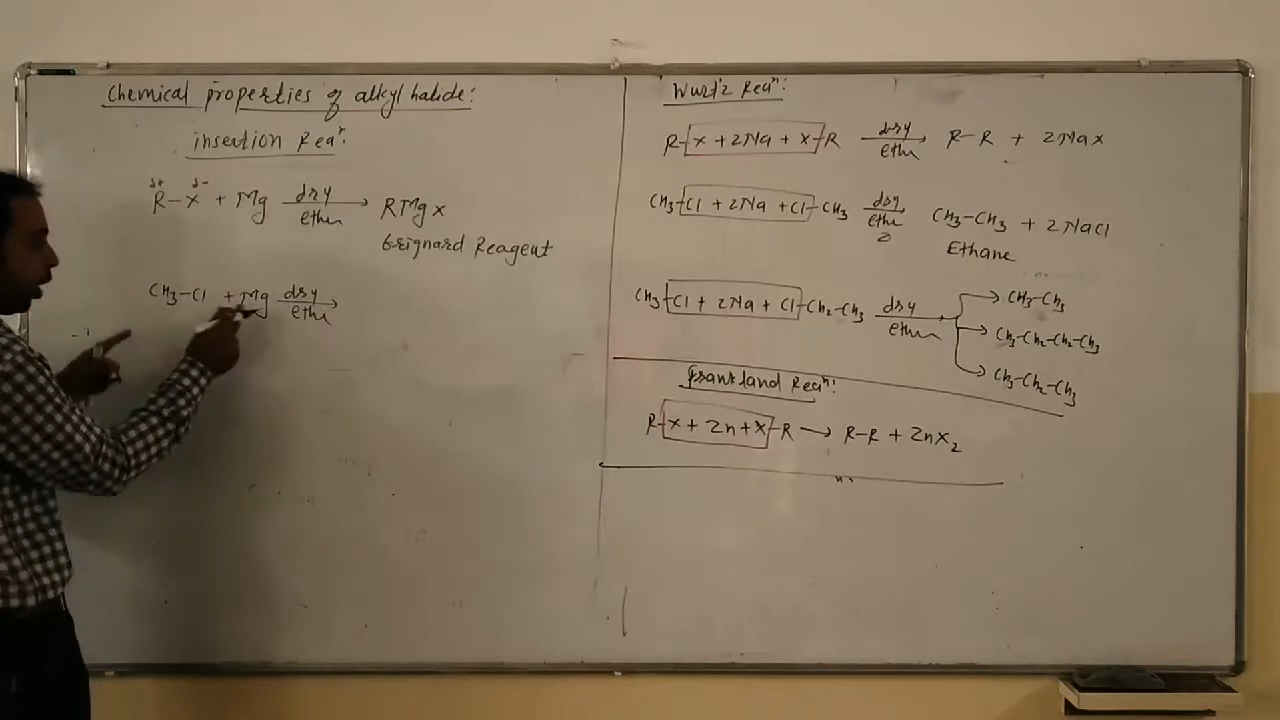 Chemical properties of alkyl halide:
insertion Reaⁿ:
δ+ δ-
R-X + Mg dry ether → RMgX
Grignard Reagent
CH₃-Cl + Mg dry ether →
Wurtz Reaⁿ:
R-X + 2Na + X-R dry ether → R-R + 2NaX
CH₃-Cl + 2Na + Cl-CH₃ dry ether → CH₃-CH₃ + 2NaCl
Ethane
CH₃-Cl + 2Na + Cl-CH₂-CH₃ dry ether → CH₃-CH₃
CH₃-CH₂-CH₂-CH₃
CH₃-CH₂-CH₃
Frankland Reaⁿ:
R-X + Zn + X-R → R-R + ZnX₂